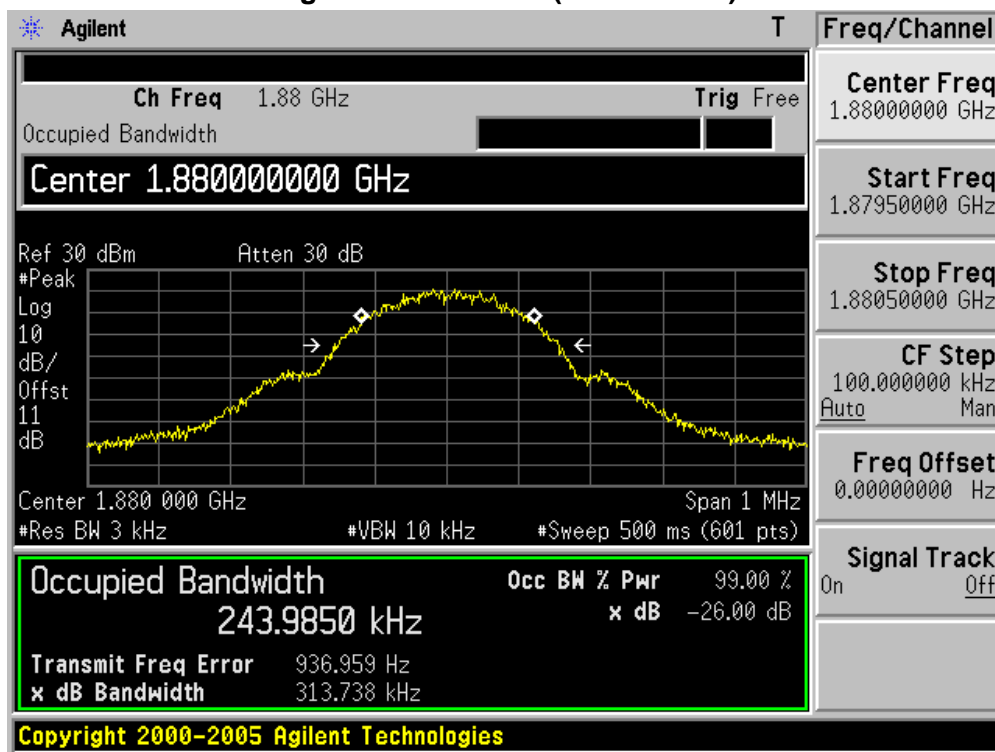 Agilent T Freq/Channel
Ch Freq 1.88 GHz Trig Free
Occupied Bandwidth
Center 1.880000000 GHz
Ref 30 dBm Atten 30 dB
#Peak
Log
10
dB/
Offst
11
dB
Center 1.880 000 GHz Span 1 MHz
#Res BW 3 kHz #VBW 10 kHz #Sweep 500 ms (601 pts)
Occupied Bandwidth Occ BW % Pwr 99.00 %
243.9850 kHz x dB -26.00 dB
Transmit Freq Error 936.959 Hz
x dB Bandwidth 313.738 kHz
Copyright 2000-2005 Agilent Technologies
Center Freq
1.88000000 GHz
Start Freq
1.87950000 GHz
Stop Freq
1.88050000 GHz
CF Step
100.000000 kHz
Auto Man
Freq Offset
0.00000000 Hz
Signal Track
On Off